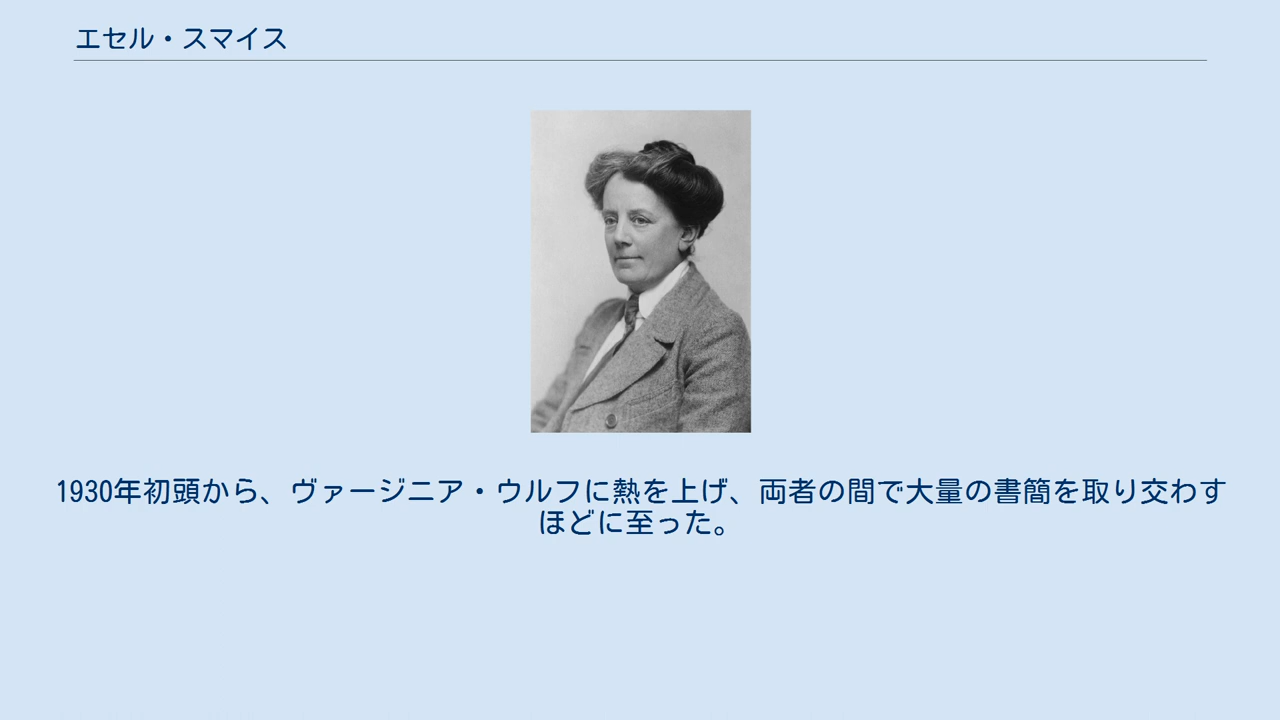 エセル・スマイス
1930年初頭から、ヴァージニア・ウルフに熱を上げ、両者の間で大量の書簡を取り交わす
ほどに至った。